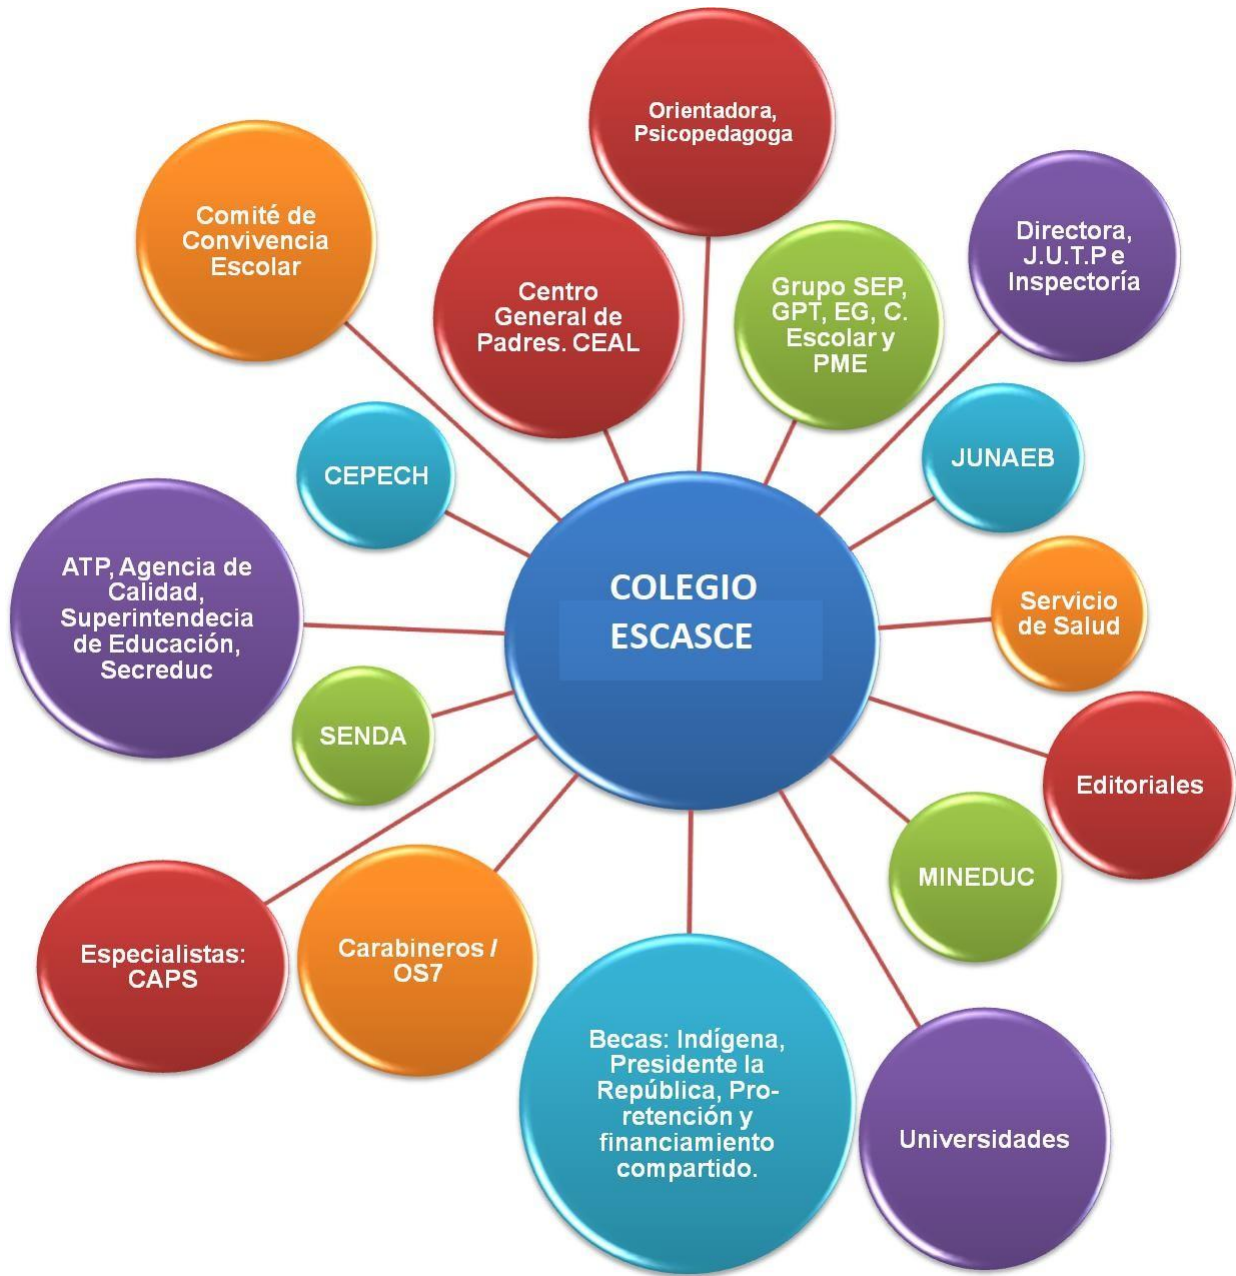 Orientadora,
Psicopedagoga
Comité de
Convivencia
Escolar
Directora,
J.U.T.P e
Inspectoría
Centro
General de
Padres. CEAL
Grupo SEP,
GPT, EG, C.
Escolar y
PME
CEPECH
JUNAEB
ATP, Agencia de
Calidad,
Superintendecia
de Educación,
Secreduc
COLEGIO
ESCASCE
Servicio
de Salud
SENDA
Editoriales
MINEDUC
Especialistas:
CAPS
Carabineros /
OS7
Becas: Indígena,
Presidente la
República, Pro-
retención y
financiamiento
compartido.
Universidades